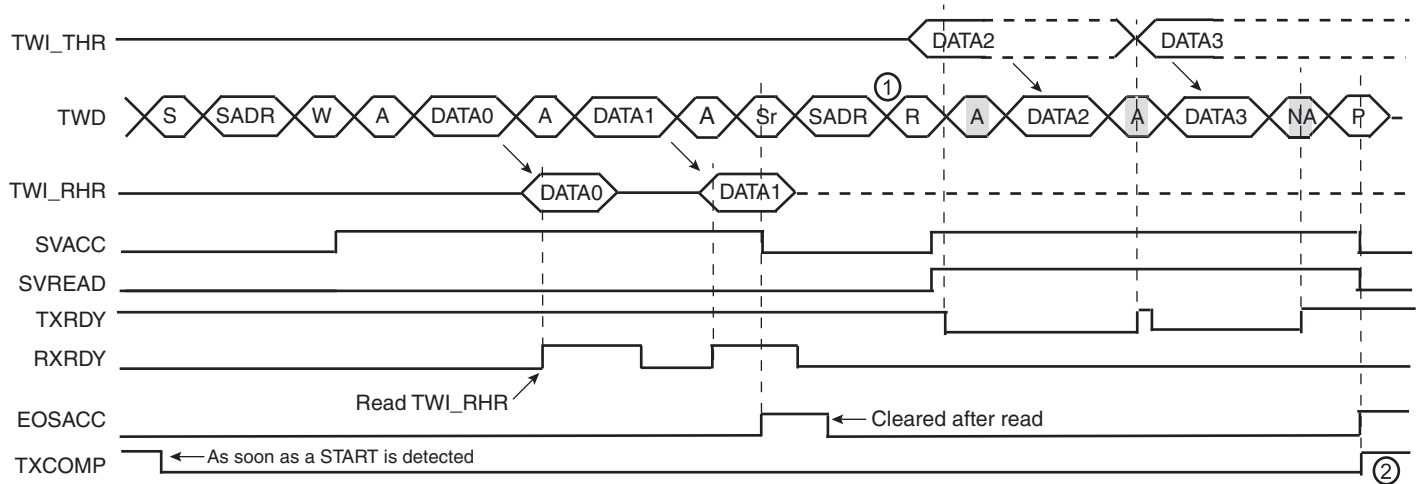 TWI_THR DATA2 DATA3
①
TWD S SADR W A DATA0 A DATA1 A Sr SADR R A DATA2 A DATA3 NA P
TWI_RHR DATA0 DATA1
SVACC
SVREAD
TXRDY
RXRDY
Read TWI_RHR
EOSACC Cleared after read
TXCOMP As soon as a START is detected ②